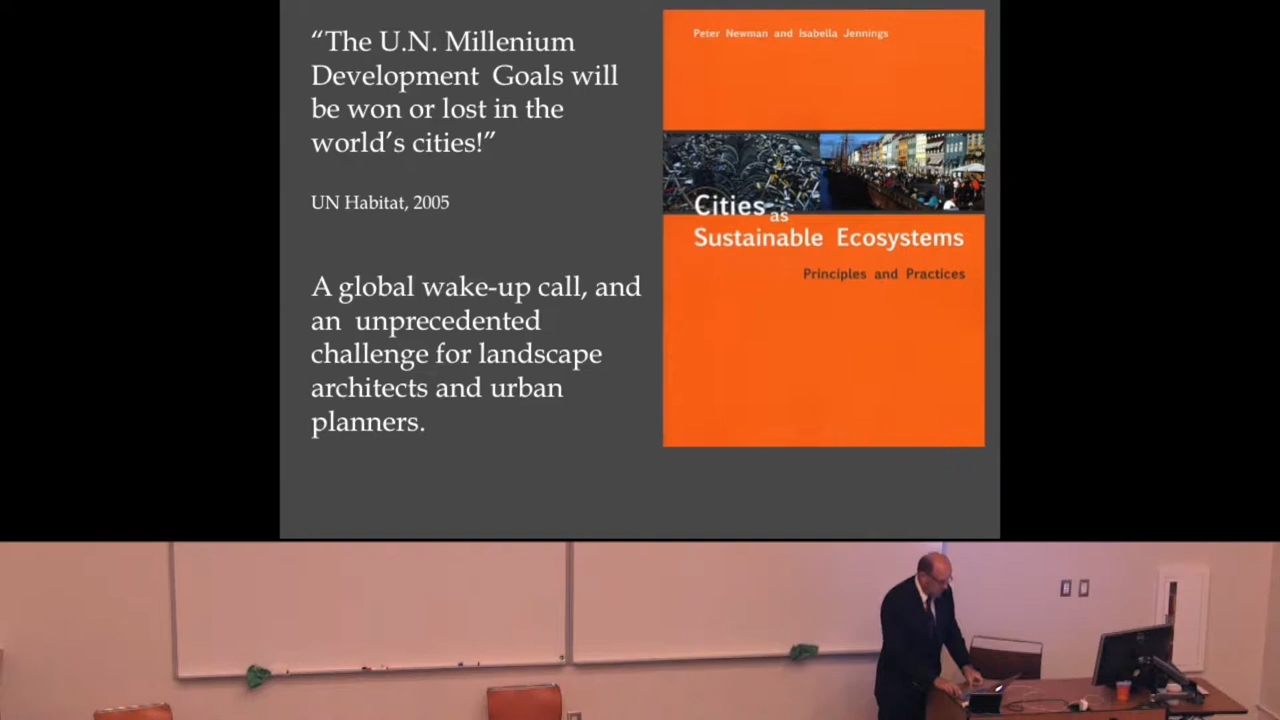 “The U.N. Millenium
Development  Goals will
be won or lost in the
world’s cities!”
UN Habitat, 2005
A global wake-up call, and
an  unprecedented
challenge for landscape
architects and urban
planners.
Peter Newman and Isabella Jennings
Cities as
Sustainable Ecosystems
Principles and Practices